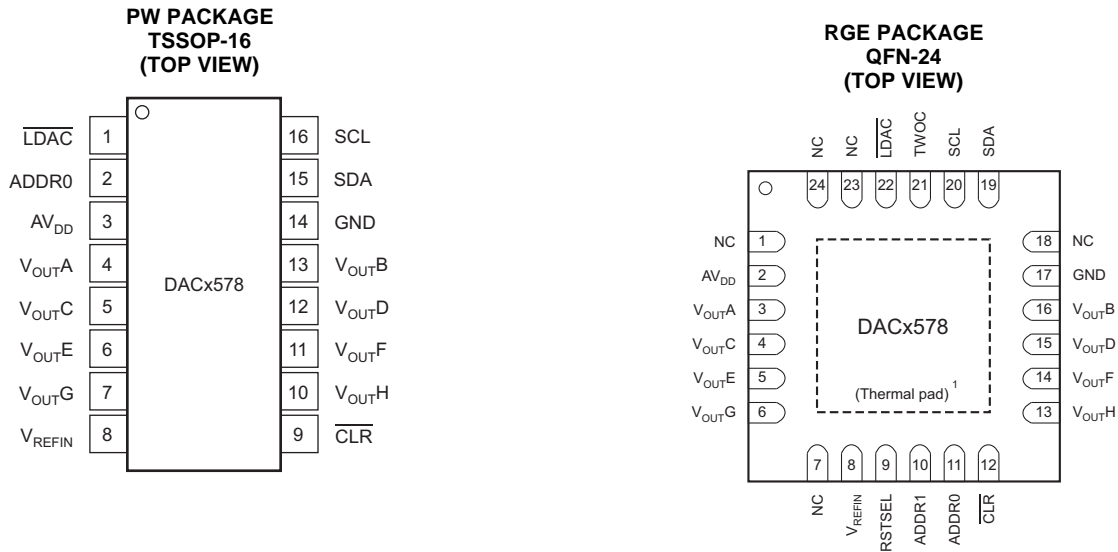 PW PACKAGE
TSSOP-16
(TOP VIEW)
LDAC 1 16 SCL
ADDR0 2 15 SDA
AVDD 3 14 GND
VOUTA 4 13 VOUTB
VOUTC 5 12 VOUTD
VOUTE 6 11 VOUTF
VOUTG 7 10 VOUTH
VREFIN 8 9 CLR
DACx578
RGE PACKAGE
QFN-24
(TOP VIEW)
NC NC LDAC TWOC SCL SDA
24 23 22 21 20 19
NC 1 18 NC
AVDD 2 17 GND
VOUTA 3 16 VOUTB
VOUTC 4 15 VOUTD
VOUTE 5 14 VOUTF
VOUTG 6 13 VOUTH
DACx578
(Thermal pad) 1
7 8 9 10 11 12
NC VREFIN RSTSEL ADDR1 ADDR0 CLR